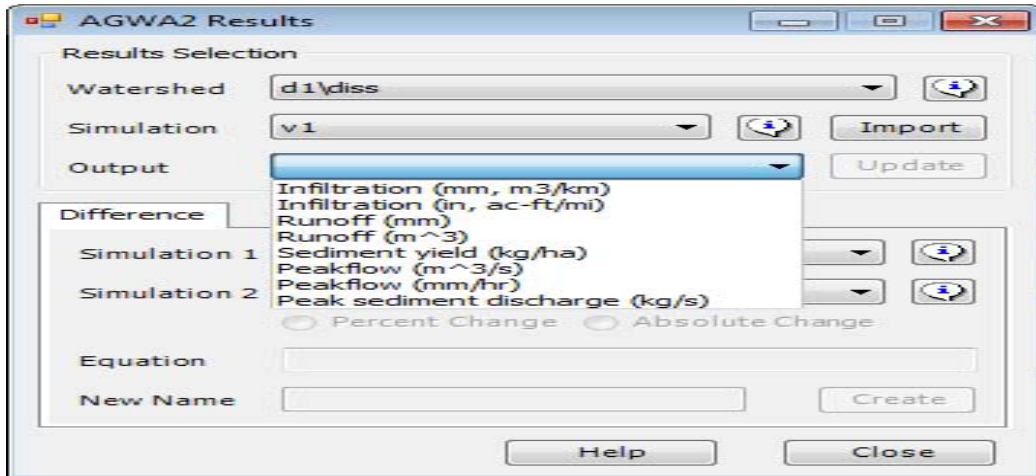 AGWA2 Results
Results Selection
Watershed d1\diss
Simulation v1 Import
Output Update
Infiltration (mm, m3/km)
Infiltration (in, ac-ft/mi)
Runoff (mm)
Runoff (m^3)
Sediment yield (kg/ha)
Peakflow (m^3/s)
Peakflow (mm/hr)
Peak sediment discharge (kg/s)
Difference
Simulation 1
Simulation 2
Percent Change Absolute Change
Equation
New Name Create
Help Close